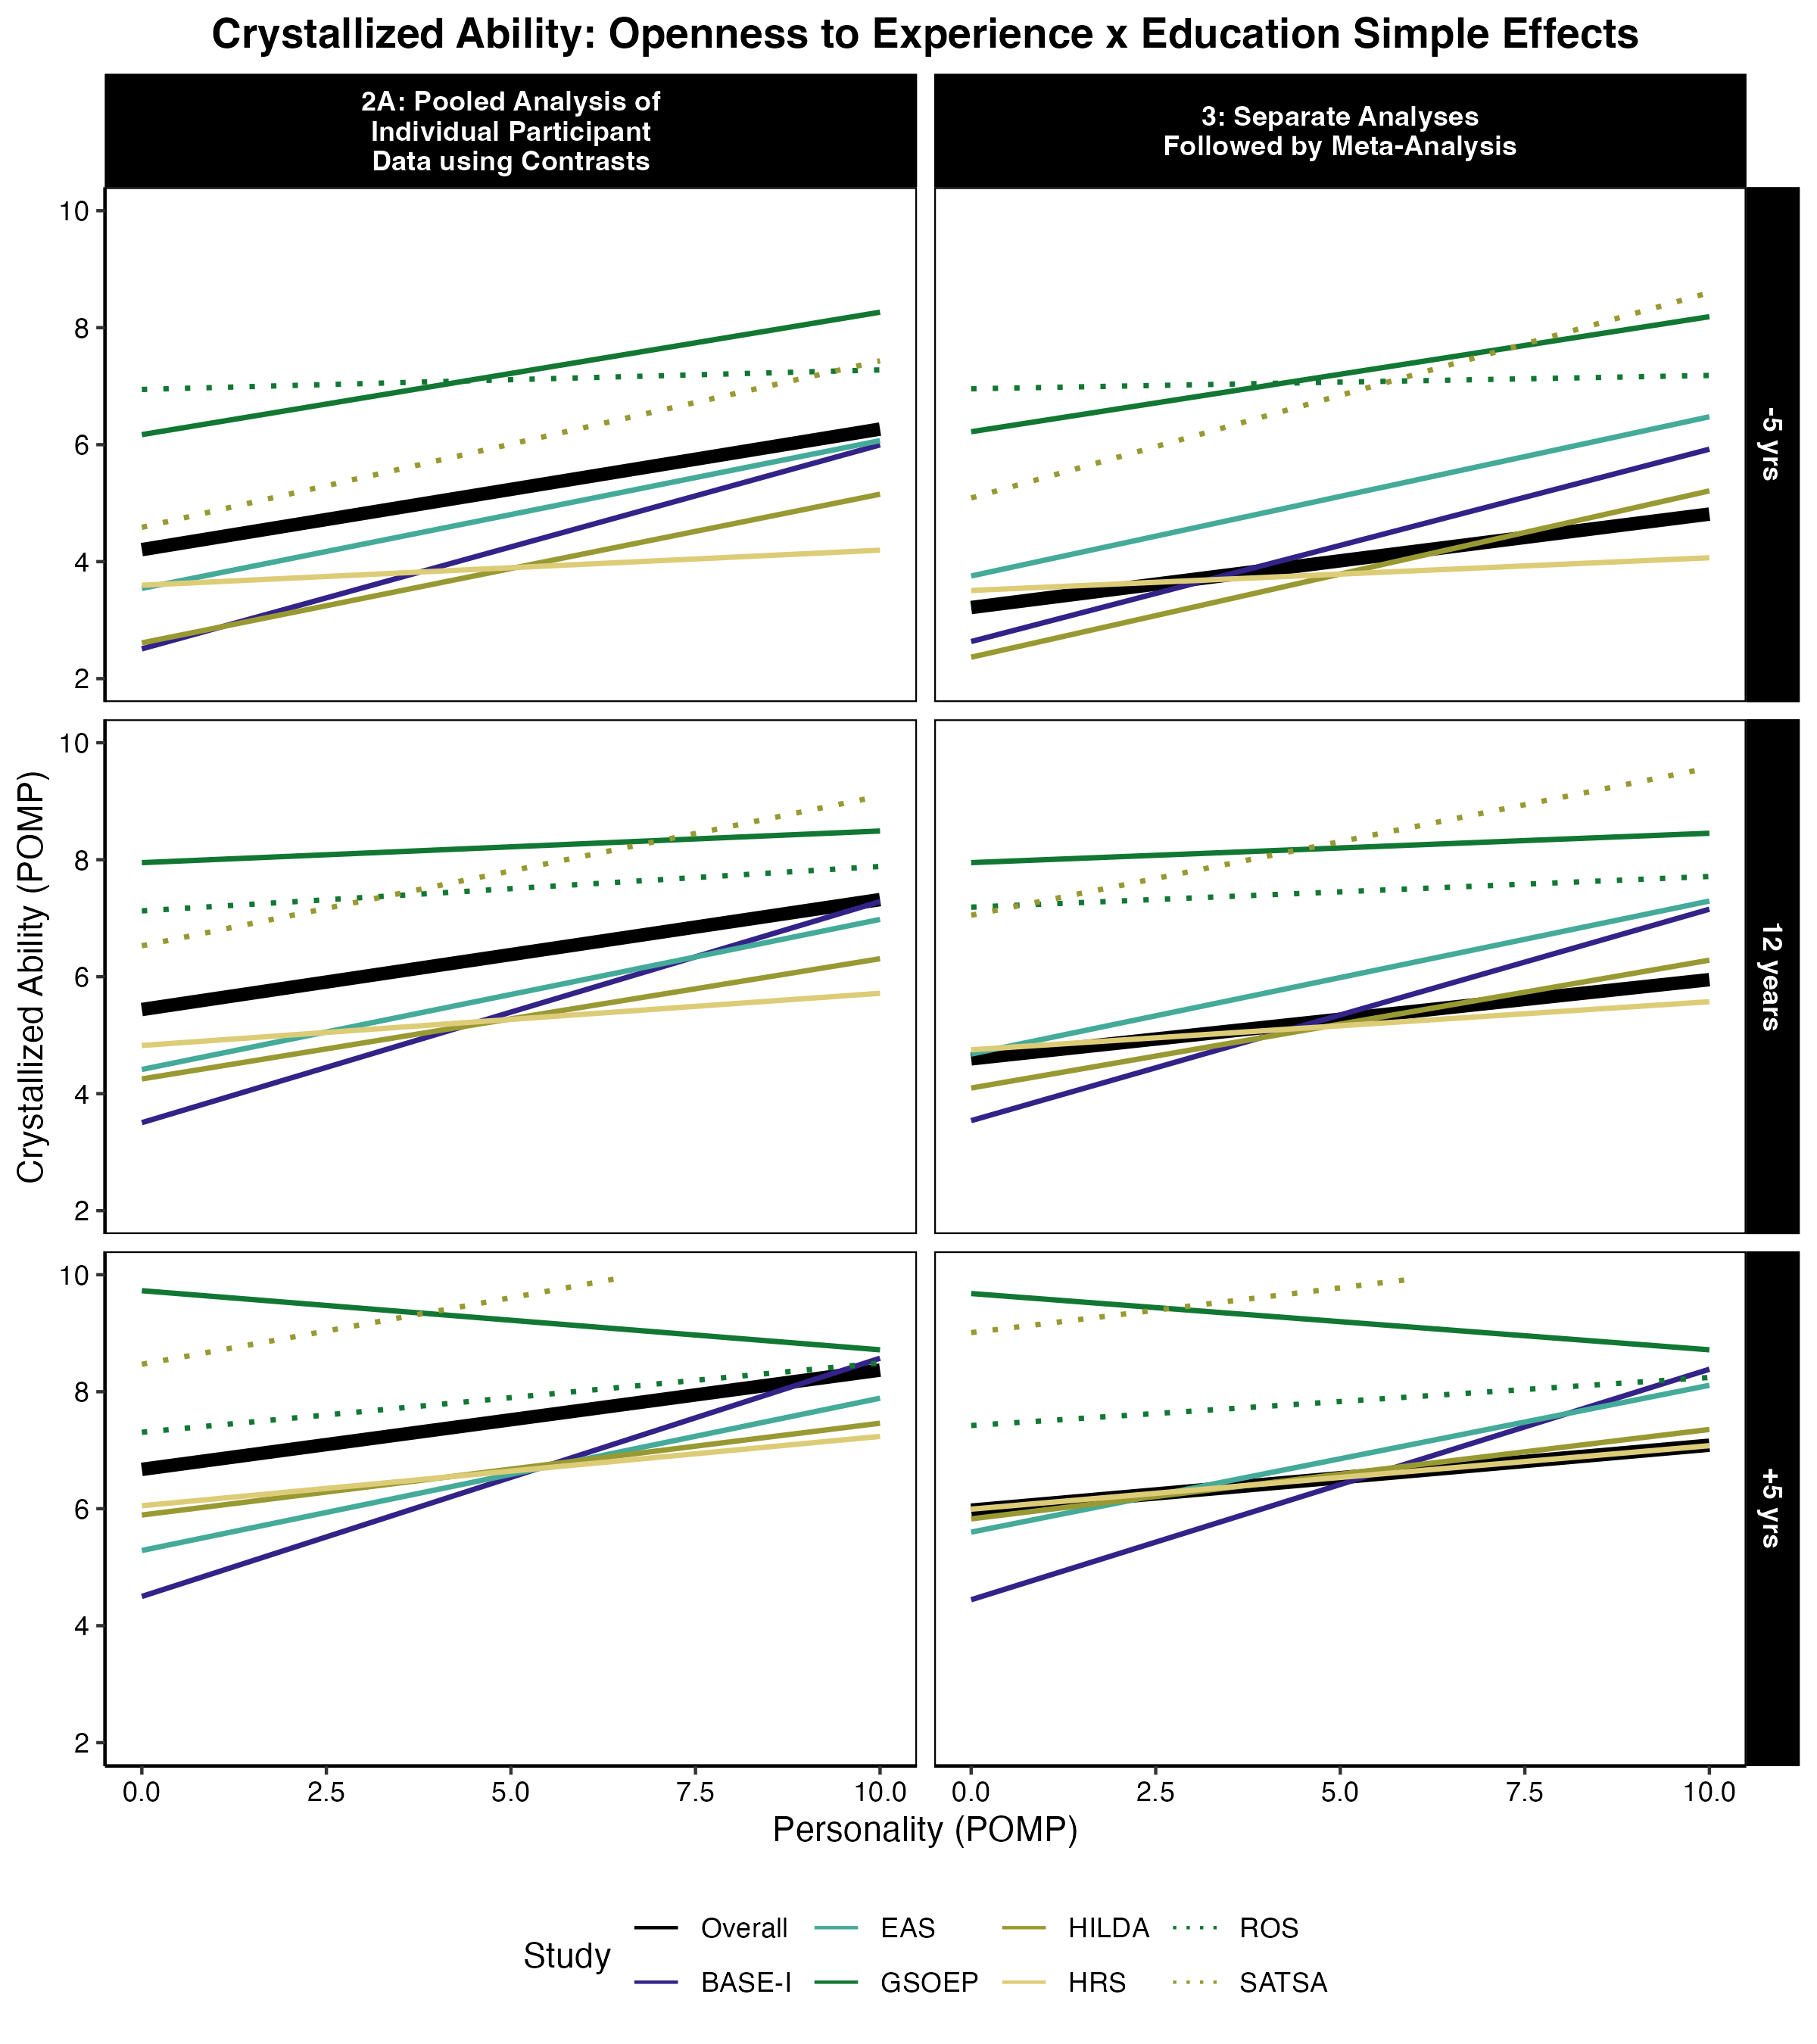 Crystallized Ability: Openness to Experience x Education Simple Effects
2A: Pooled Analysis of
Individual Participant
Data using Contrasts
3: Separate Analyses
Followed by Meta-Analysis
10
8
6
4
2
-5 yrs
10
8
6
4
2
12 years
10
8
6
4
2
+5 yrs
Crystallized Ability (POMP)
0.0 2.5 5.0 7.5 10.0
0.0 2.5 5.0 7.5 10.0
Personality (POMP)
Study
Overall EAS HILDA ROS
BASE-I GSOEP HRS SATSA